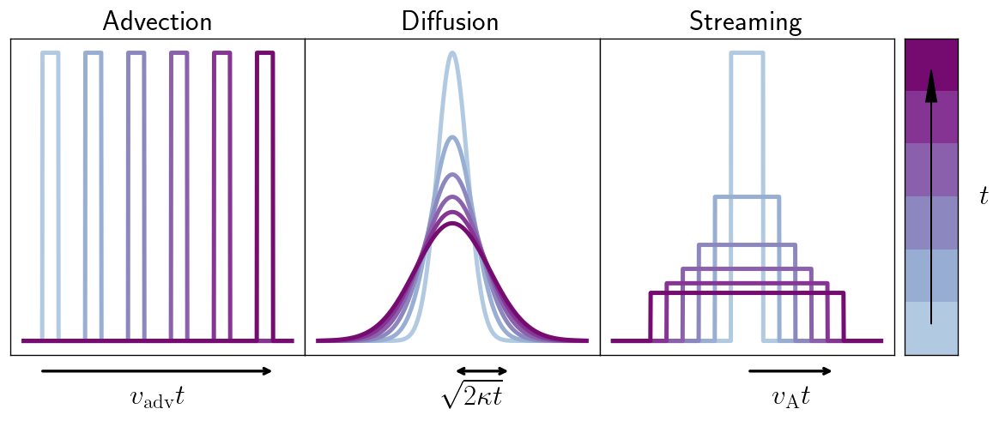 Advection
Diffusion
Streaming
t
v_adv t
√2κt
v_A t